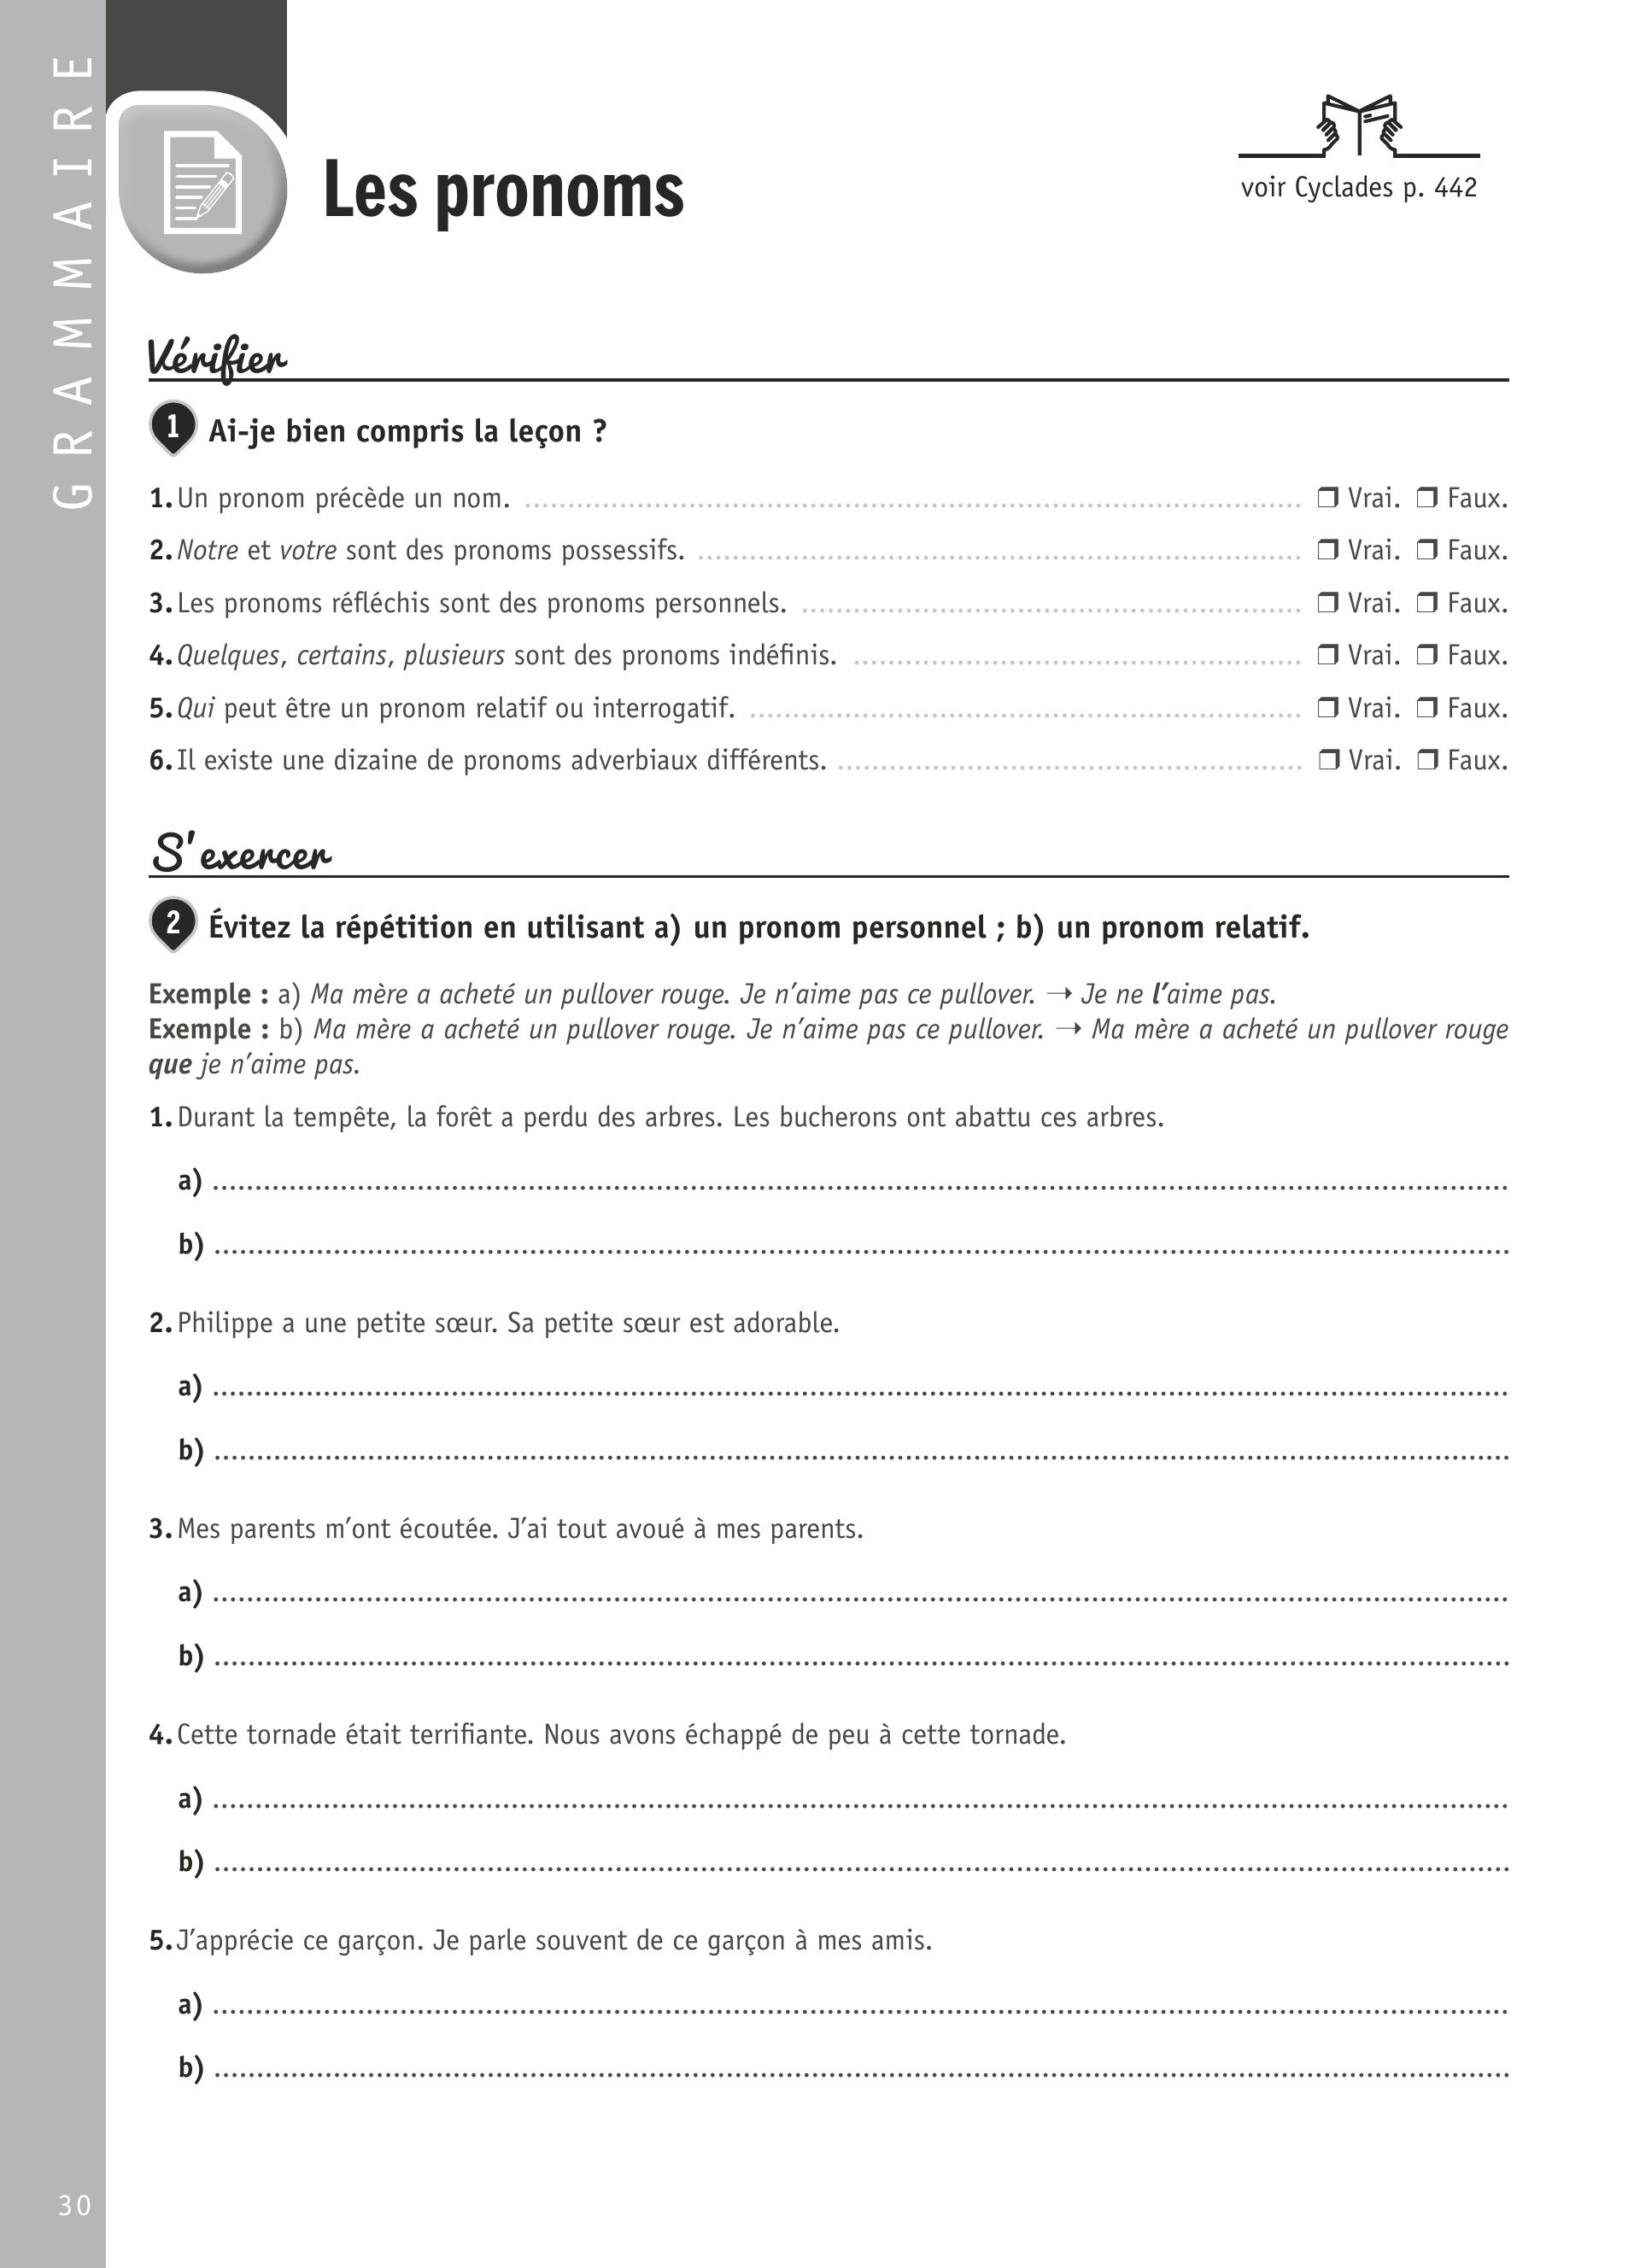 GRAMMAIRE
Les pronoms
voir Cyclades p. 442
Vérifier
1 Ai-je bien compris la leçon ?
1. Un pronom précède un nom. ❒ Vrai. ❒ Faux.
2. Notre et votre sont des pronoms possessifs. ❒ Vrai. ❒ Faux.
3. Les pronoms réfléchis sont des pronoms personnels. ❒ Vrai. ❒ Faux.
4. Quelques, certains, plusieurs sont des pronoms indéfinis. ❒ Vrai. ❒ Faux.
5. Qui peut être un pronom relatif ou interrogatif. ❒ Vrai. ❒ Faux.
6. Il existe une dizaine de pronoms adverbiaux différents. ❒ Vrai. ❒ Faux.
S'exercer
2 Évitez la répétition en utilisant a) un pronom personnel ; b) un pronom relatif.
Exemple : a) Ma mère a acheté un pullover rouge. Je n'aime pas ce pullover. → Je ne l'aime pas.
Exemple : b) Ma mère a acheté un pullover rouge. Je n'aime pas ce pullover. → Ma mère a acheté un pullover rouge
que je n'aime pas.
1. Durant la tempête, la forêt a perdu des arbres. Les bucherons ont abattu ces arbres.
a)
b)
2. Philippe a une petite sœur. Sa petite sœur est adorable.
a)
b)
3. Mes parents m'ont écoutée. J'ai tout avoué à mes parents.
a)
b)
4. Cette tornade était terrifiante. Nous avons échappé de peu à cette tornade.
a)
b)
5. J'apprécie ce garçon. Je parle souvent de ce garçon à mes amis.
a)
b)
30